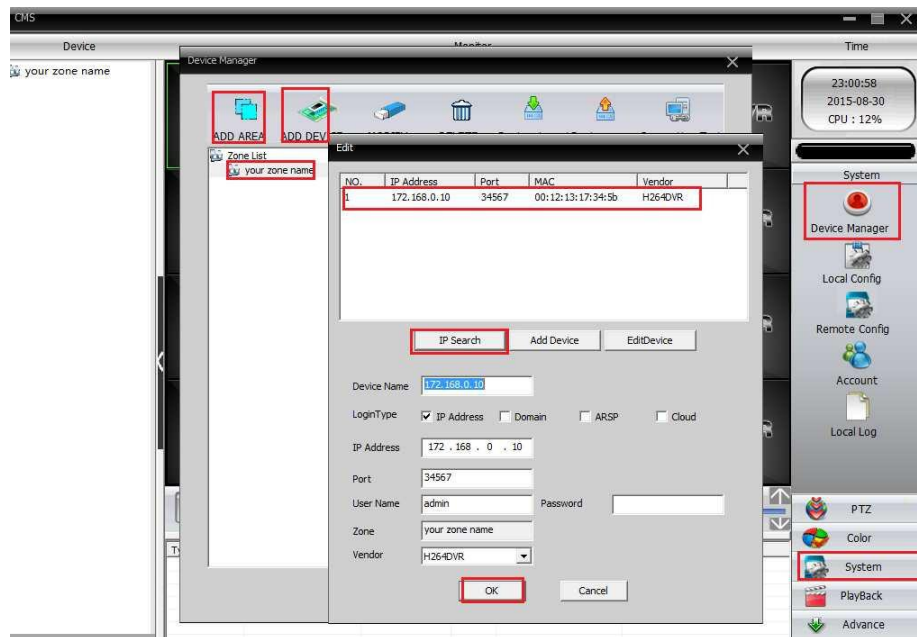 CMS
Device
Monitor
Time
your zone name
Device Manager
23:00:58
2015-08-30
CPU : 12%
ADD AREA
ADD DEV
Zone List
your zone name
Edit
NO. IP Address Port MAC Vendor
1 172.168.0.10 34567 00:12:13:17:34:5b H264DVR
IP Search Add Device EditDevice
Device Name 172.168.0.10
LoginType IP Address Domain ARSP Cloud
IP Address 172 . 168 . 0 . 10
Port 34567
User Name admin Password
Zone your zone name
Vendor H264DVR
OK Cancel
System
Device Manager
Local Config
Remote Config
Account
Local Log
PTZ
Color
System
PlayBack
Advance